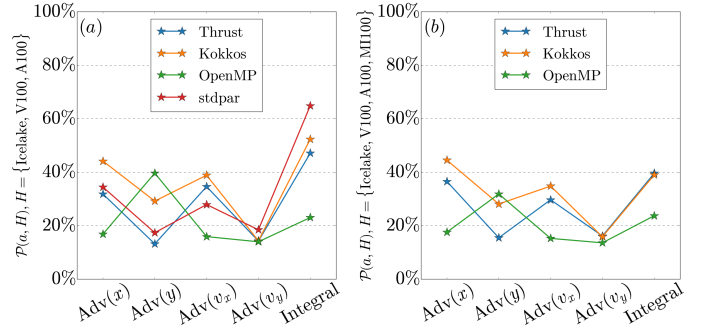 100%
80%
60%
40%
20%
0%
𝒫(a, H), H = {Icelake, V100, A100}
(a)
Thrust
Kokkos
OpenMP
stdpar
Adv(x)
Adv(y)
Adv(vₓ)
Adv(v_y)
Integral
100%
80%
60%
40%
20%
0%
𝒫(a, H), H = {Icelake, V100, A100, MI100}
(b)
Thrust
Kokkos
OpenMP
Adv(x)
Adv(y)
Adv(vₓ)
Adv(v_y)
Integral